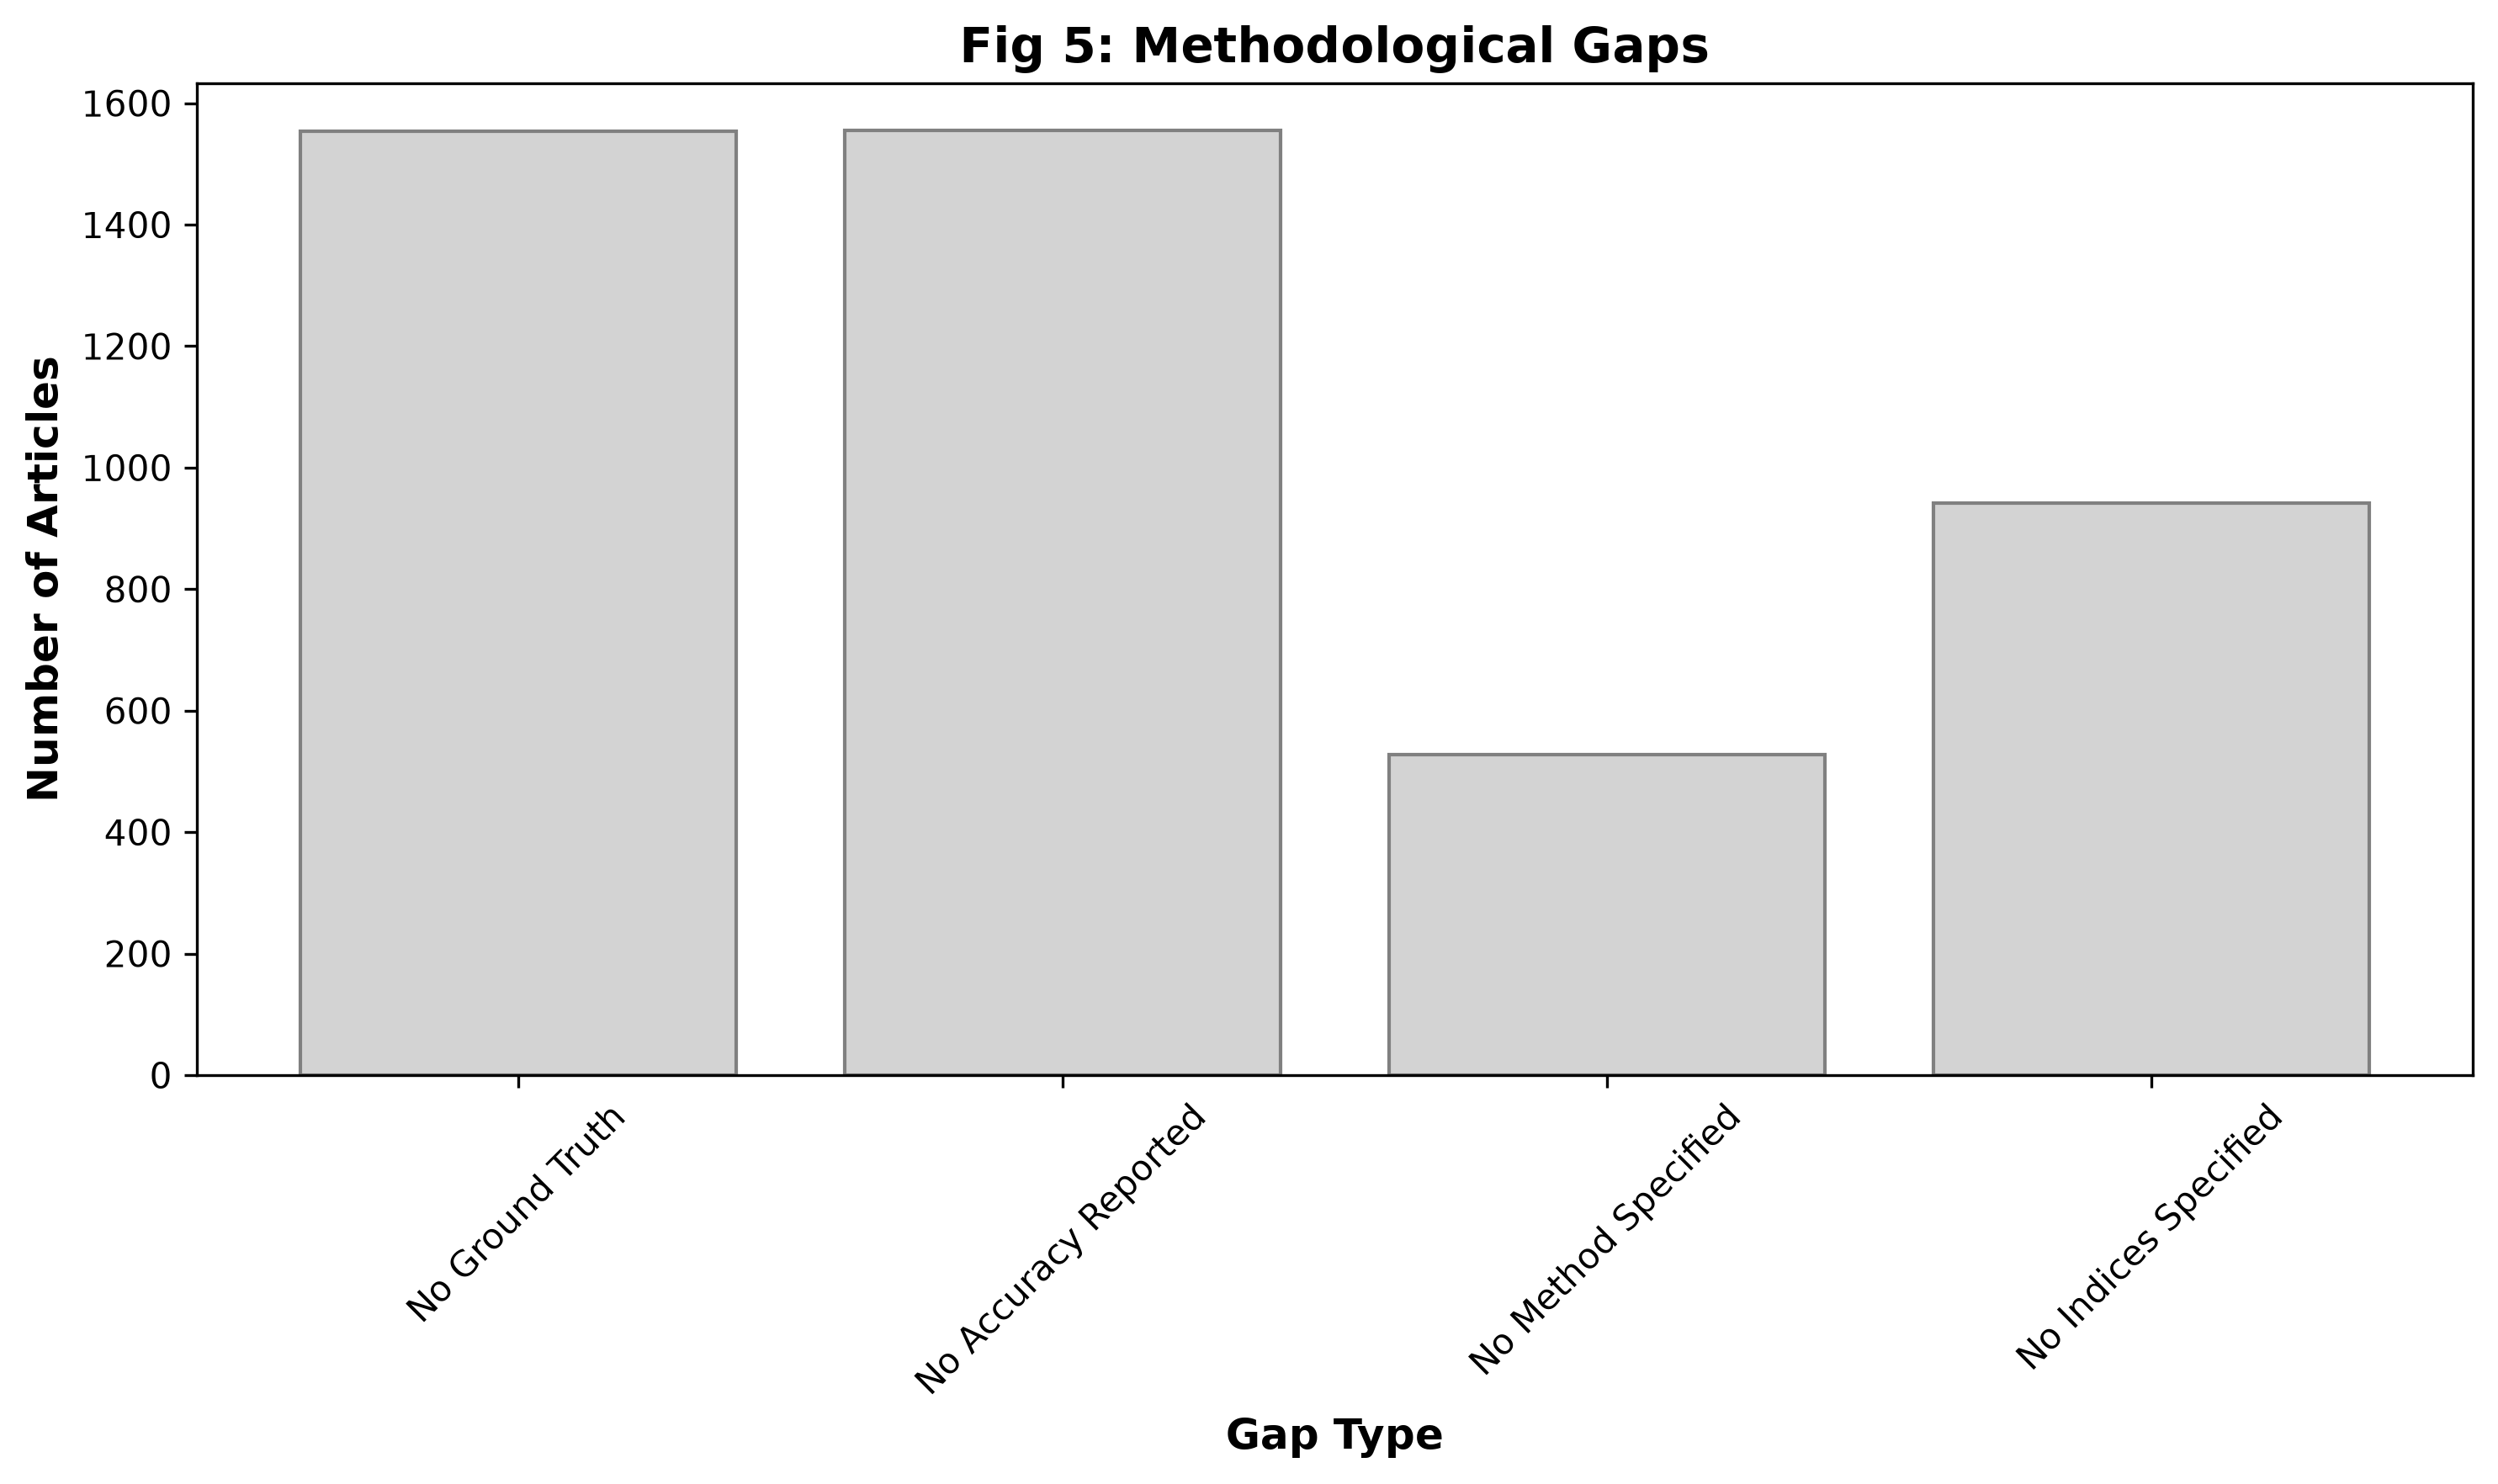 Fig 5: Methodological Gaps
Number of Articles
1600
1400
1200
1000
800
600
400
200
0
No Ground Truth
No Accuracy Reported
No Method Specified
No Indices Specified
Gap Type